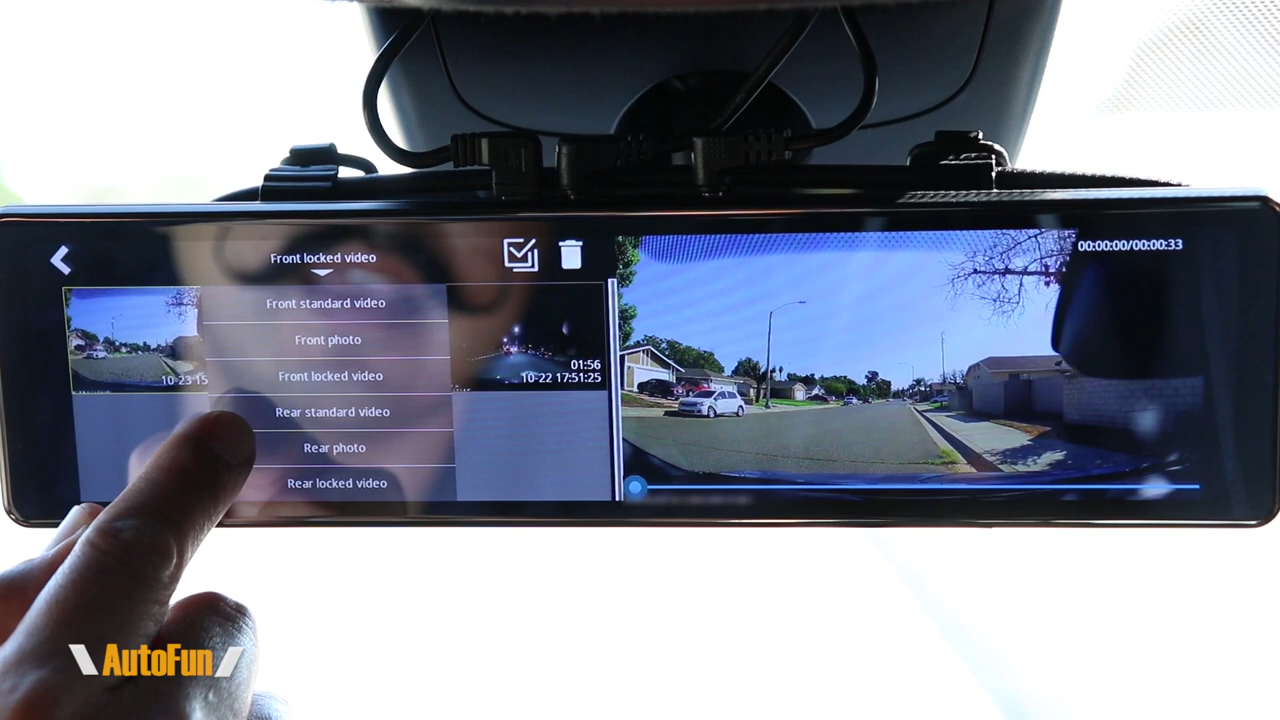 Front locked video
00:00:00/00:00:33
Front standard video
Front photo
Front locked video
01:56
10-23 15
10-22 17:51:25
Rear standard video
Rear photo
Rear locked video
AutoFun